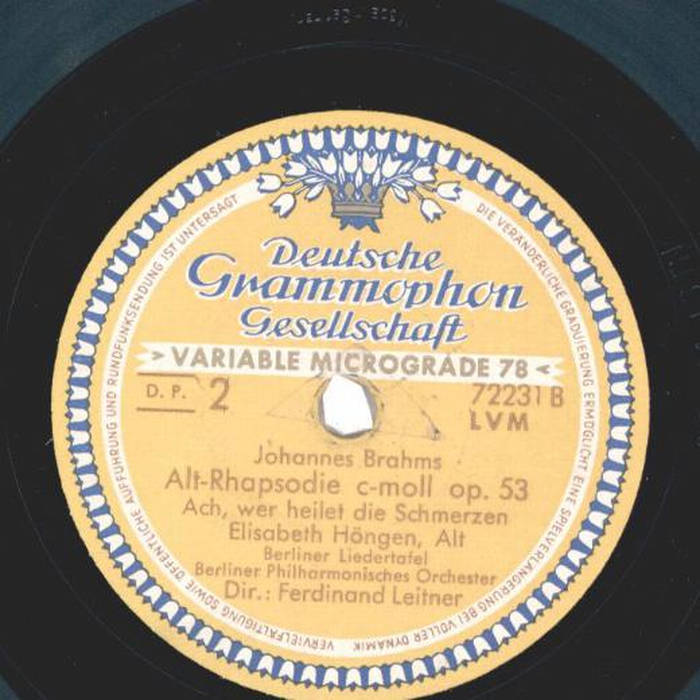 Deutsche
Grammophon
Gesellschaft
> VARIABLE MICROGRADE 78 <
D. P. 2 72231 B
LVM
Johannes Brahms
Alt-Rhapsodie c-moll op. 53
Ach, wer heilet die Schmerzen
Elisabeth Höngen, Alt
Berliner Liedertafel
Berliner Philharmonisches Orchester
Dir.: Ferdinand Leitner
DIE VERÄNDERLICHE GRADUIERUNG ERMÖGLICHT EINE SPIELVERLÄNGERUNG BEI VOLLER DYNAMIK
VERVIELFÄLTIGUNG SOWIE ÖFFENTLICHE AUFFÜHRUNG UND RUNDFUNKSENDUNG IST UNTERSAGT